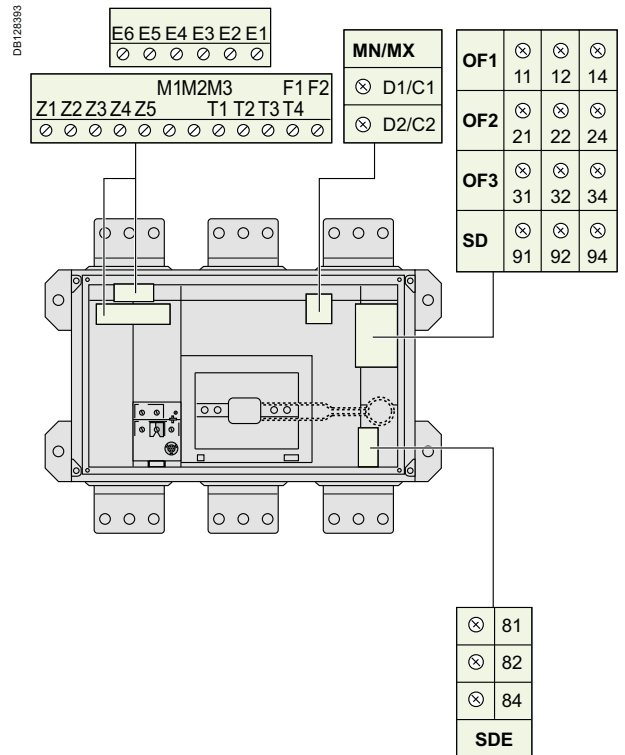 DB128393
E6 E5 E4 E3 E2 E1
M1M2M3 F1 F2
Z1 Z2 Z3 Z4 Z5 T1 T2 T3 T4
MN/MX
D1/C1
D2/C2
OF1
11 12 14
OF2
21 22 24
OF3
31 32 34
SD
91 92 94
81
82
84
SDE